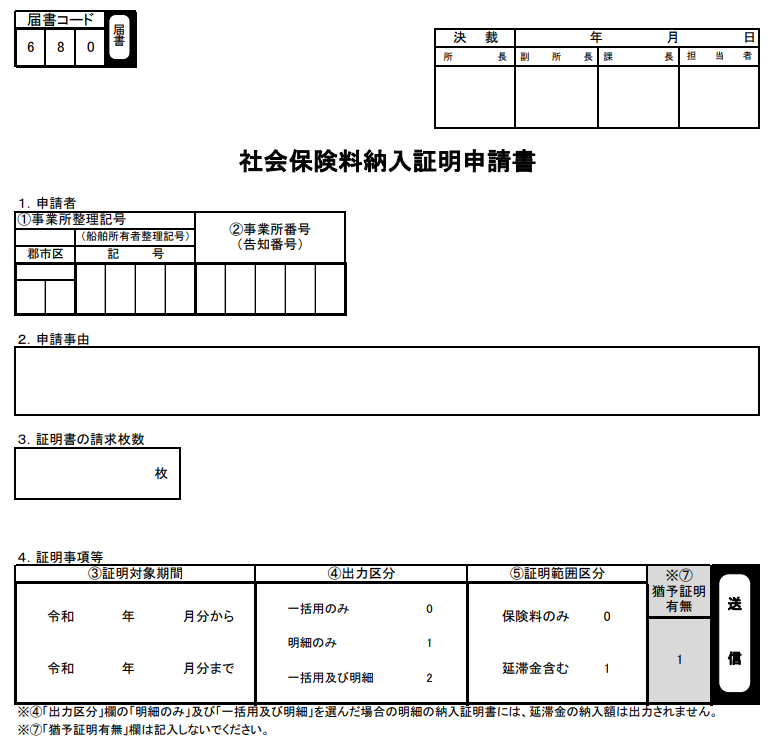 届書コード
6 8 0
届書
決 裁 年 月 日
所 長 副 所 長 課 長 担 当 者
社会保険料納入証明申請書
1．申請者
①事業所整理記号
（船舶所有者整理記号）
郡市区 記 号
②事業所番号
（告知番号）
2．申請事由
3．証明書の請求枚数
枚
4．証明事項等
③証明対象期間
令和 年 月分から
令和 年 月分まで
④出力区分
一括用のみ 0
明細のみ 1
一括用及び明細 2
⑤証明範囲区分
保険料のみ 0
延滞金含む 1
※⑦
猶予証明
有無
1
送信
※④「出力区分」欄の「明細のみ」及び「一括用及び明細」を選んだ場合の明細の納入証明書には、延滞金の納入額は出力されません。
※⑦「猶予証明有無」欄は記入しないでください。